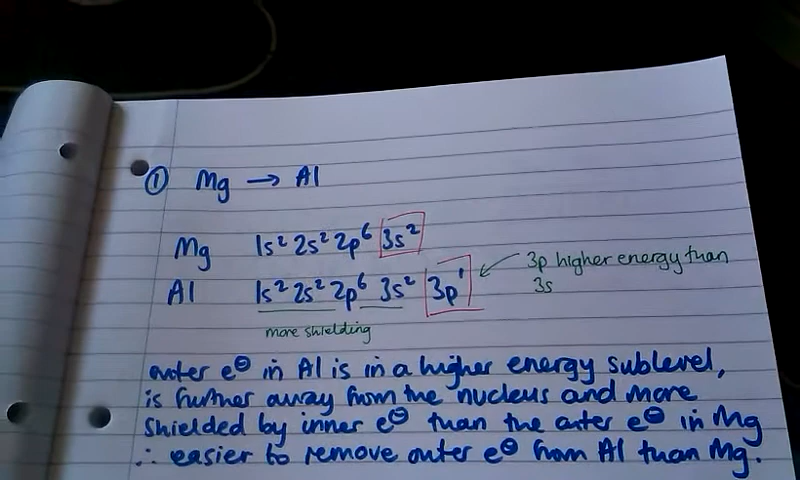 ① Mg → Al
Mg 1s² 2s² 2p⁶ 3s²
Al 1s² 2s² 2p⁶ 3s² 3p¹
3p higher energy than
3s
more shielding
outer e⊖ in Al is in a higher energy sublevel,
is further away from the nucleus and more
shielded by inner e⊖ than the outer e⊖ in Mg
∴ easier to remove outer e⊖ from Al than Mg.